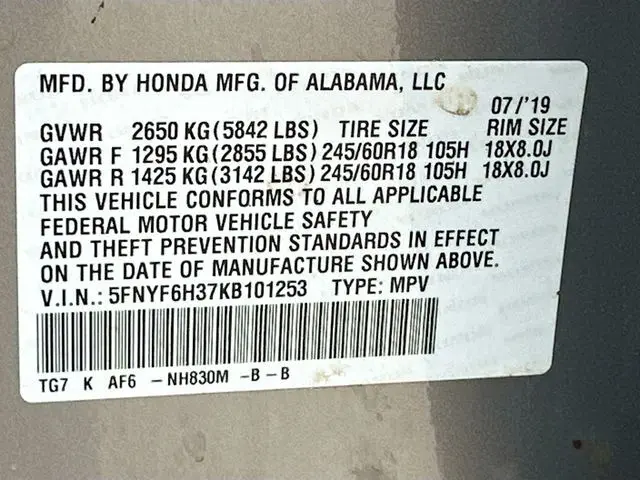 MFD. BY HONDA MFG. OF ALABAMA, LLC
07/'19
GVWR 2650 KG(5842 LBS) TIRE SIZE RIM SIZE
GAWR F 1295 KG(2855 LBS)245/60R18 105H 18X8.0J
GAWR R 1425 KG(3142 LBS)245/60R18 105H 18X8.0J
THIS VEHICLE CONFORMS TO ALL APPLICABLE
FEDERAL MOTOR VEHICLE SAFETY
AND THEFT PREVENTION STANDARDS IN EFFECT
ON THE DATE OF MANUFACTURE SHOWN ABOVE.
V.I.N.: 5FNYF6H37KB101253 TYPE: MPV
TG7 K AF6 -NH830M -B-B